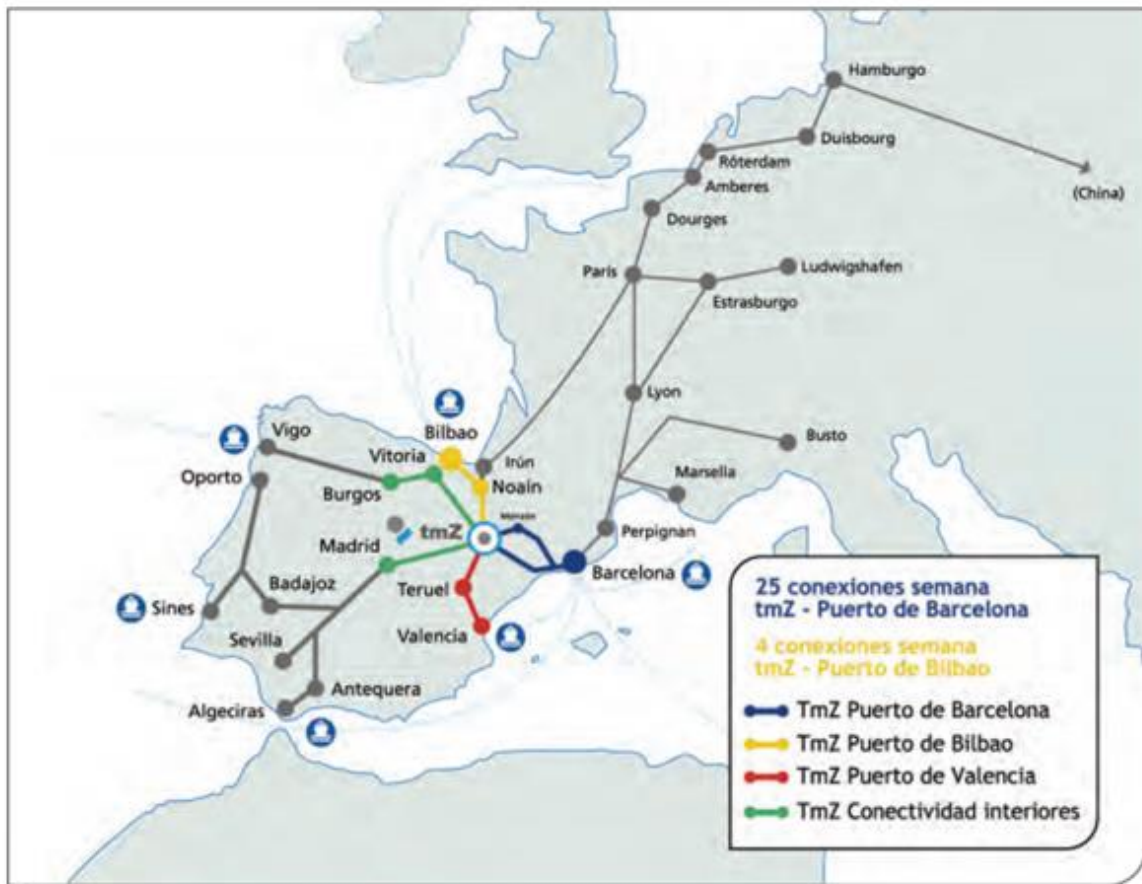 Hamburgo
Duisbourg
Róterdam
Amberes
(China)
Dourges
París
Ludwigshafen
Estrasburgo
Lyon
Busto
Marsella
Bilbao
Vigo
Vitoria
Irún
Oporto
Burgos
Noain
Monzón
tmZ
Madrid
Perpignan
Barcelona
Badajoz
Teruel
Sines
Sevilla
Valencia
Antequera
Algeciras
25 conexiones semana
tmZ - Puerto de Barcelona
4 conexiones semana
tmZ - Puerto de Bilbao
TmZ Puerto de Barcelona
TmZ Puerto de Bilbao
TmZ Puerto de Valencia
TmZ Conectividad interiores